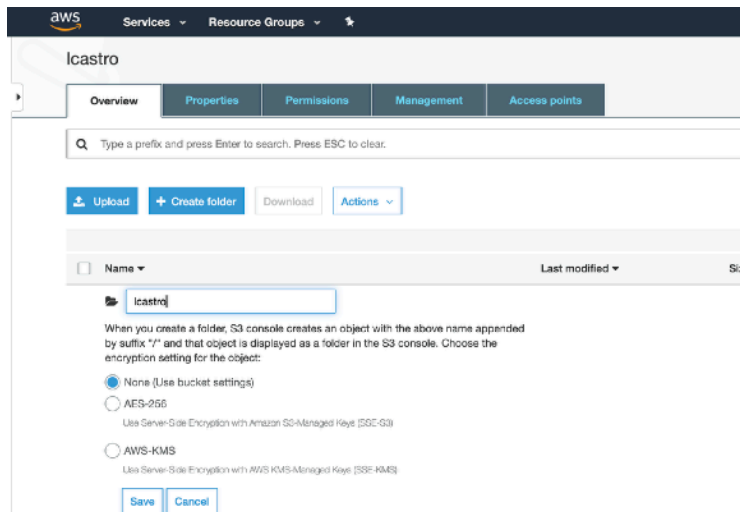 aws Services Resource Groups
lcastro
Overview Properties Permissions Management Access points
Type a prefix and press Enter to search. Press ESC to clear.
Upload + Create folder Download Actions
Name Last modified
lcastro
When you create a folder, S3 console creates an object with the above name appended
by suffix "/" and that object is displayed as a folder in the S3 console. Choose the
encryption setting for the object:
None (Use bucket settings)
AES-256
Use Server-Side Encryption with Amazon S3-Managed Keys (SSE-S3)
AWS-KMS
Use Server-Side Encryption with AWS KMS-Managed Keys (SSE-KMS)
Save Cancel